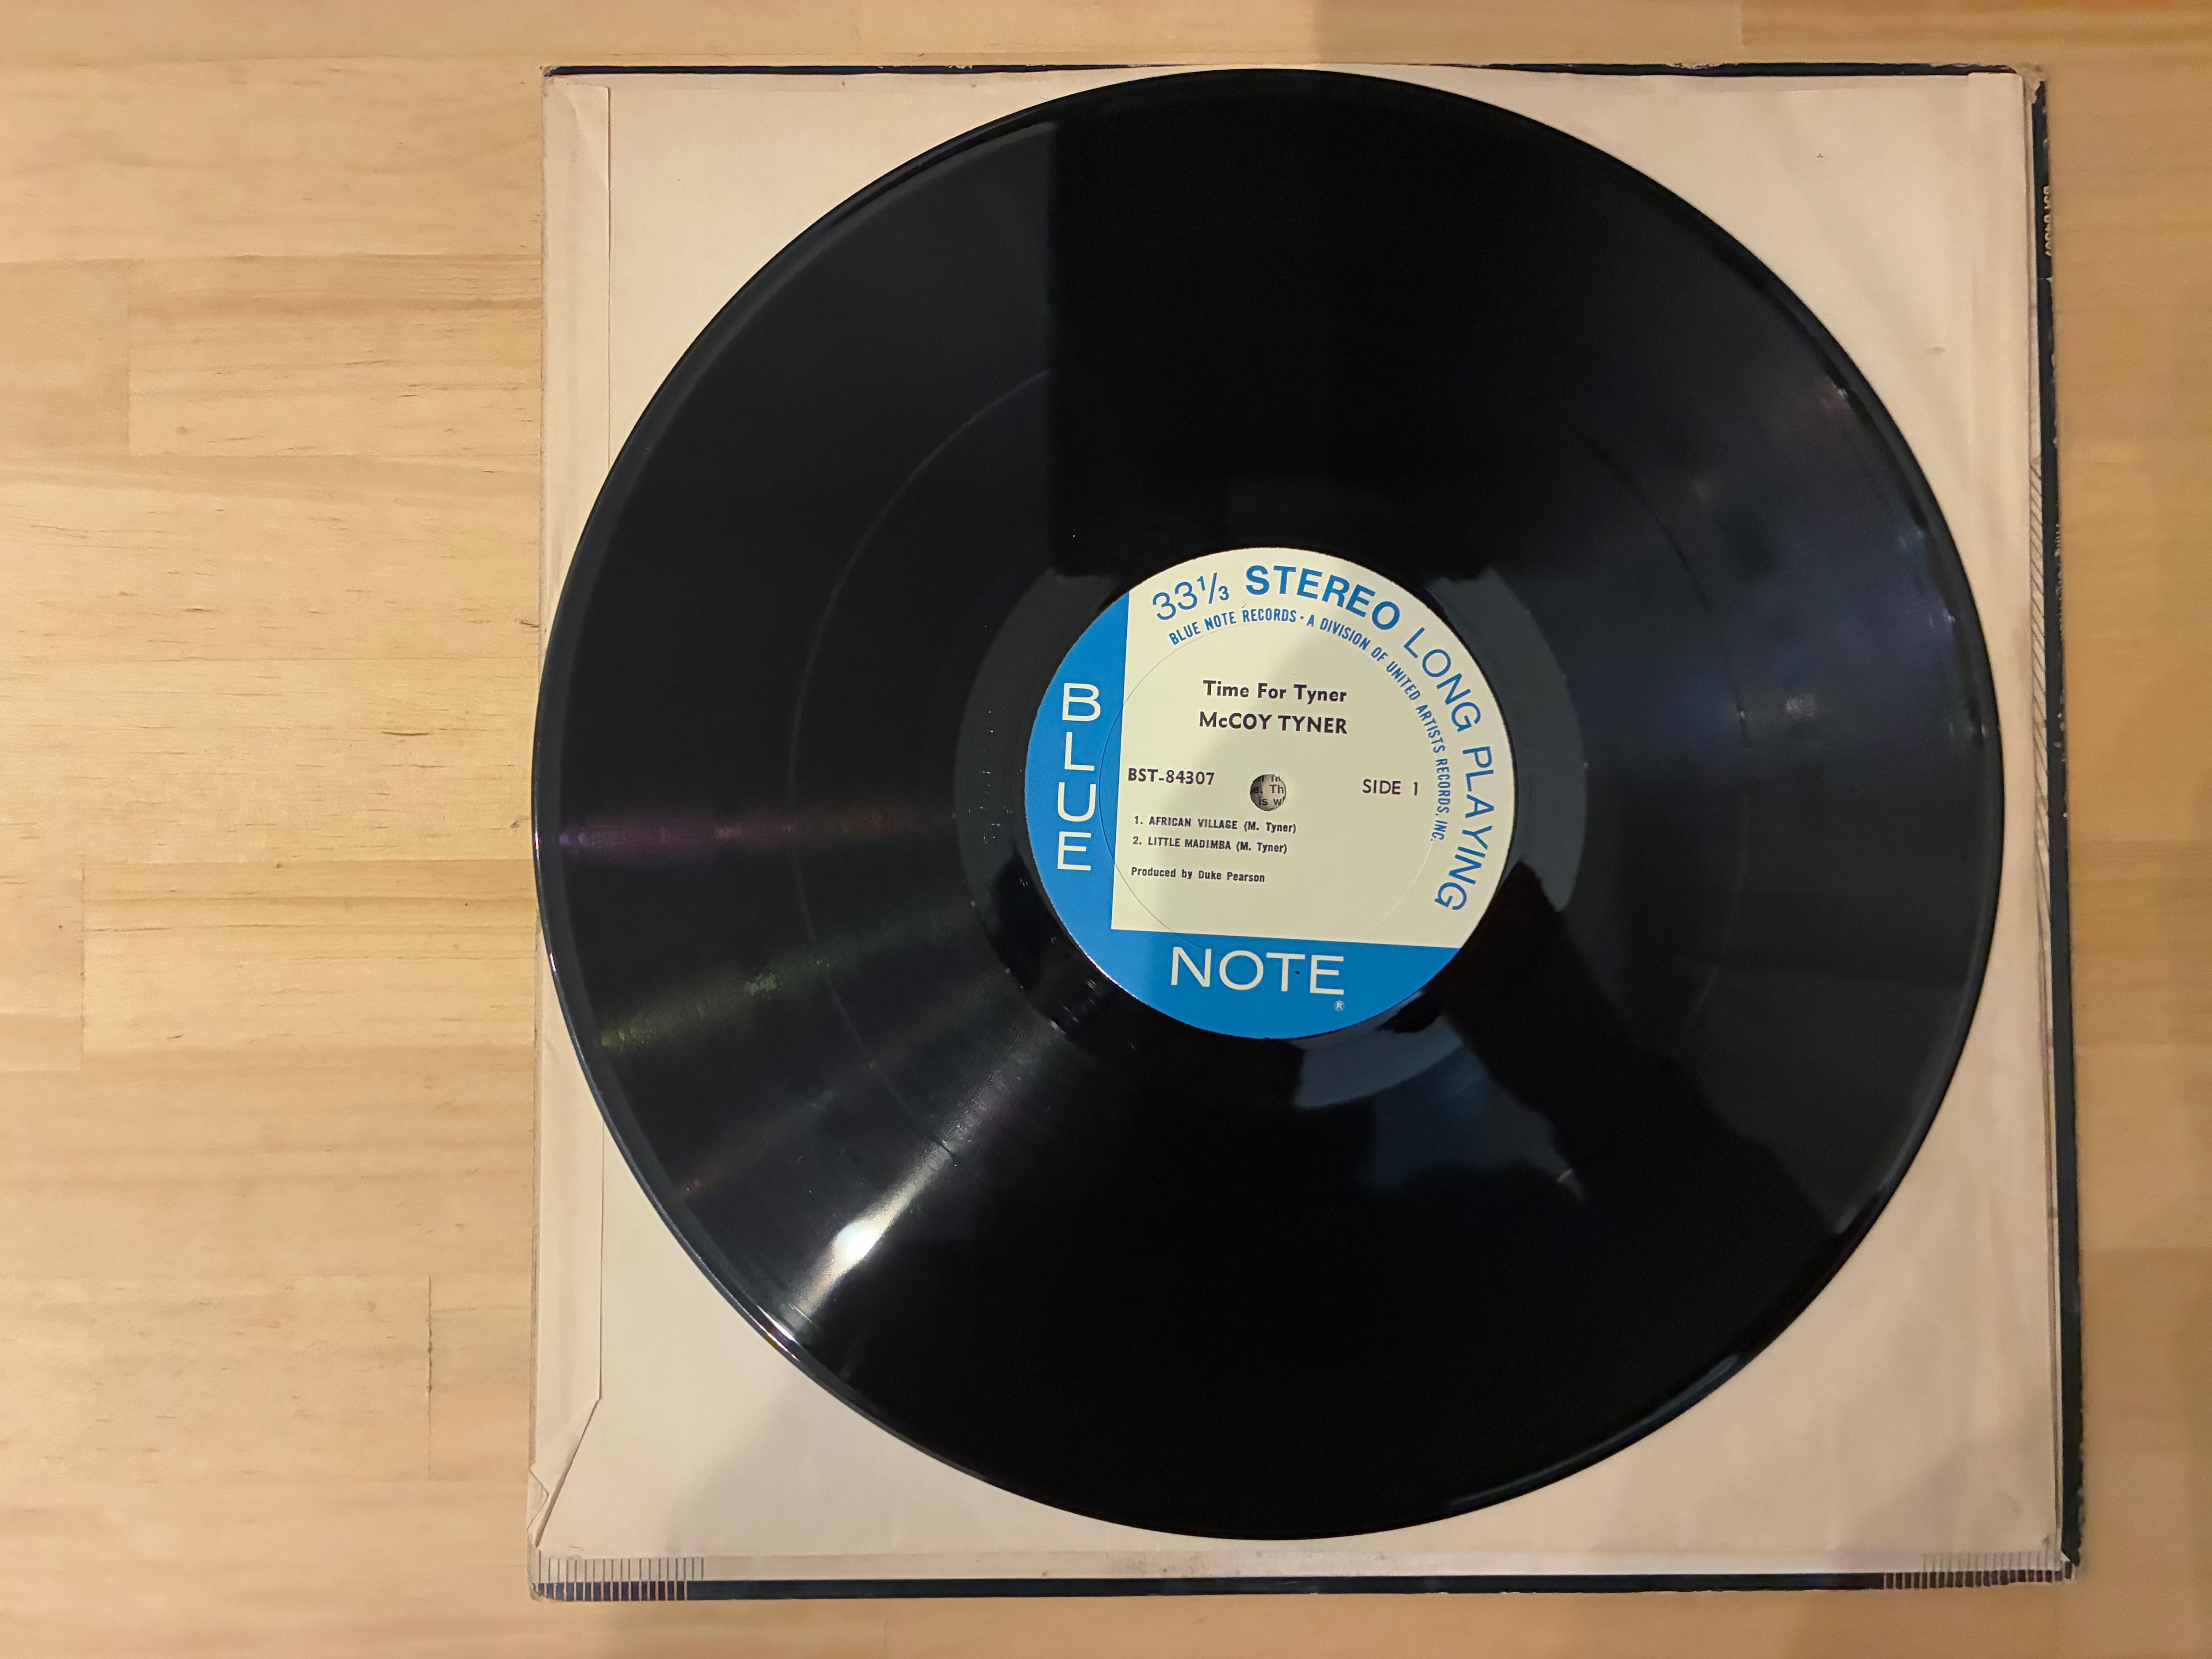 33⅓ STEREO LONG PLAYING
BLUE NOTE RECORDS · A DIVISION OF UNITED ARTISTS RECORDS, INC.
Time For Tyner
McCOY TYNER
BST-84307
SIDE 1
1. AFRICAN VILLAGE (M. Tyner)
2. LITTLE MADIMBA (M. Tyner)
Produced by Duke Pearson
BLUE
NOTE
®